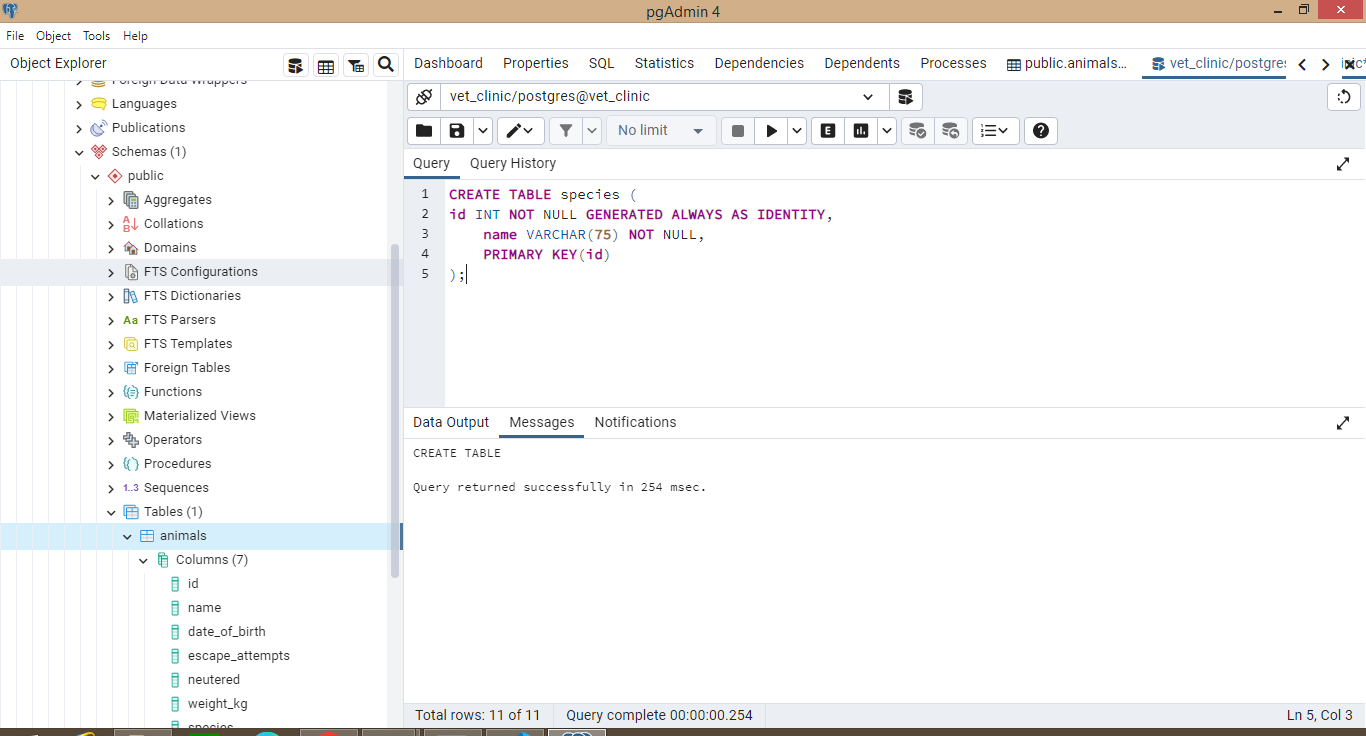 pgAdmin 4
File Object Tools Help
Object Explorer
Dashboard Properties SQL Statistics Dependencies Dependents Processes public.animals... vet_clinic/postgres
vet_clinic/postgres@vet_clinic
No limit
Query Query History
1 CREATE TABLE species (
2 id INT NOT NULL GENERATED ALWAYS AS IDENTITY,
3 name VARCHAR(75) NOT NULL,
4 PRIMARY KEY(id)
5 );
Foreign Data Wrappers
Languages
Publications
Schemas (1)
public
Aggregates
Collations
Domains
FTS Configurations
FTS Dictionaries
Aa FTS Parsers
FTS Templates
Foreign Tables
Functions
Materialized Views
Operators
Procedures
1..3 Sequences
Tables (1)
animals
Columns (7)
id
name
date_of_birth
escape_attempts
neutered
weight_kg
species
Data Output Messages Notifications
CREATE TABLE
Query returned successfully in 254 msec.
Total rows: 11 of 11 Query complete 00:00:00.254 Ln 5, Col 3